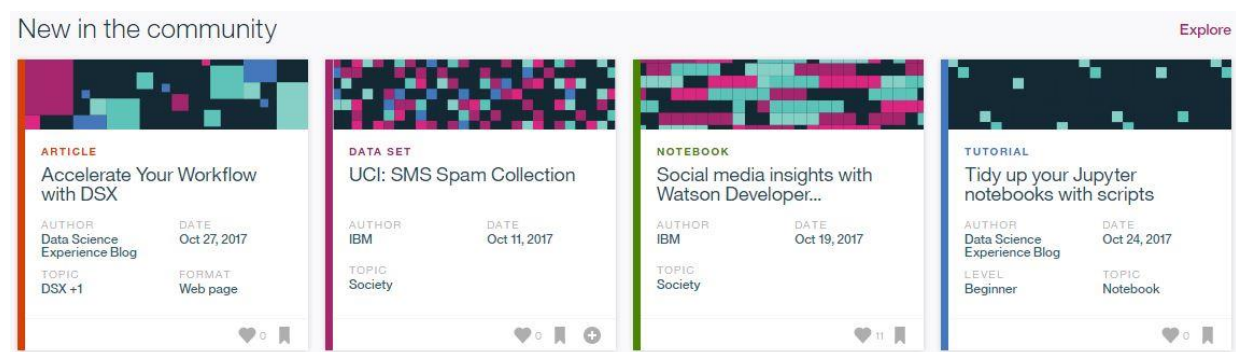 New in the community
Explore
ARTICLE
Accelerate Your Workflow
with DSX
AUTHOR
Data Science
Experience Blog
DATE
Oct 27, 2017
TOPIC
DSX +1
FORMAT
Web page
0
DATA SET
UCI: SMS Spam Collection
AUTHOR
IBM
DATE
Oct 11, 2017
TOPIC
Society
0
NOTEBOOK
Social media insights with
Watson Developer...
AUTHOR
IBM
DATE
Oct 19, 2017
TOPIC
Society
11
TUTORIAL
Tidy up your Jupyter
notebooks with scripts
AUTHOR
Data Science
Experience Blog
DATE
Oct 24, 2017
LEVEL
Beginner
TOPIC
Notebook
0